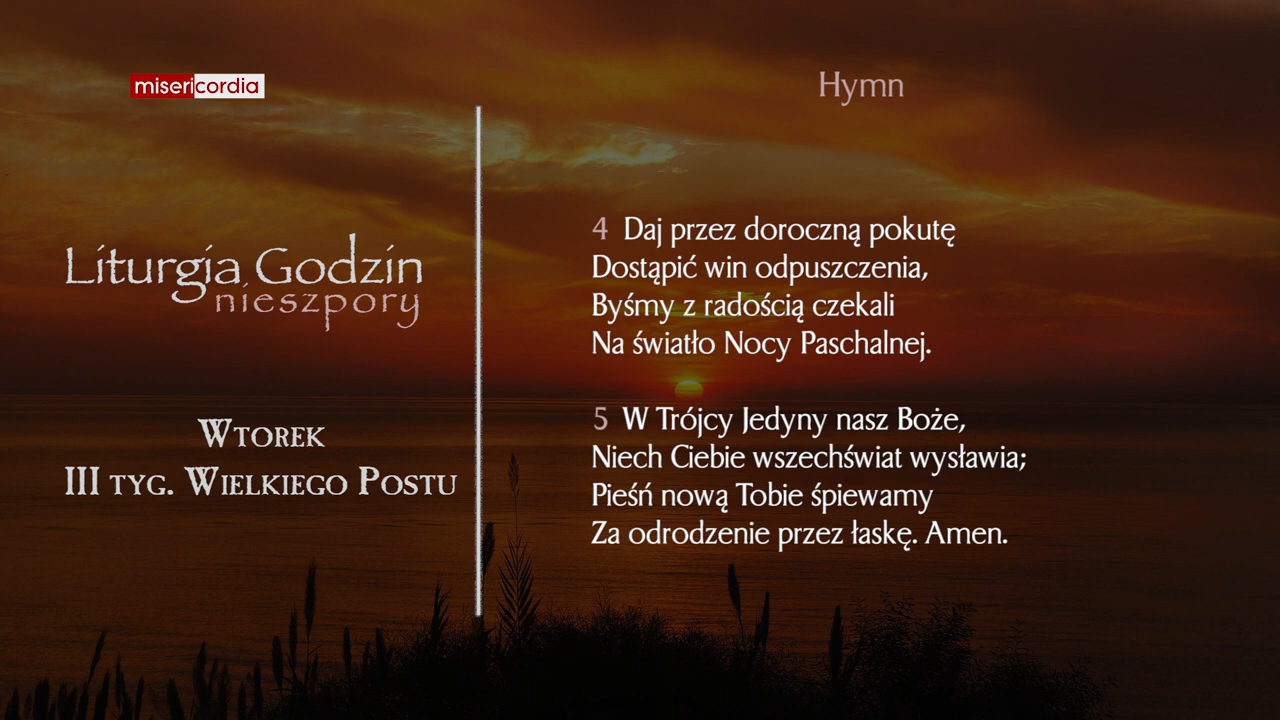 misericordia
Liturgia Godzin
nieszpory
Wtorek
III tyg. Wielkiego Postu
Hymn
4 Daj przez doroczną pokutę
Dostąpić win odpuszczenia,
Byśmy z radością czekali
Na światło Nocy Paschalnej.
5 W Trójcy Jedyny nasz Boże,
Niech Ciebie wszechświat wysławia;
Pieśń nową Tobie śpiewamy
Za odrodzenie przez łaskę. Amen.